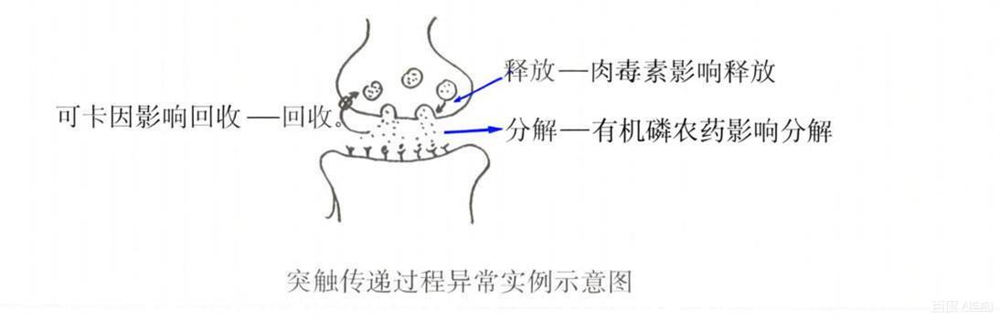 释放—肉毒素影响释放
可卡因影响回收—回收。
分解—有机磷农药影响分解
突触传递过程异常实例示意图